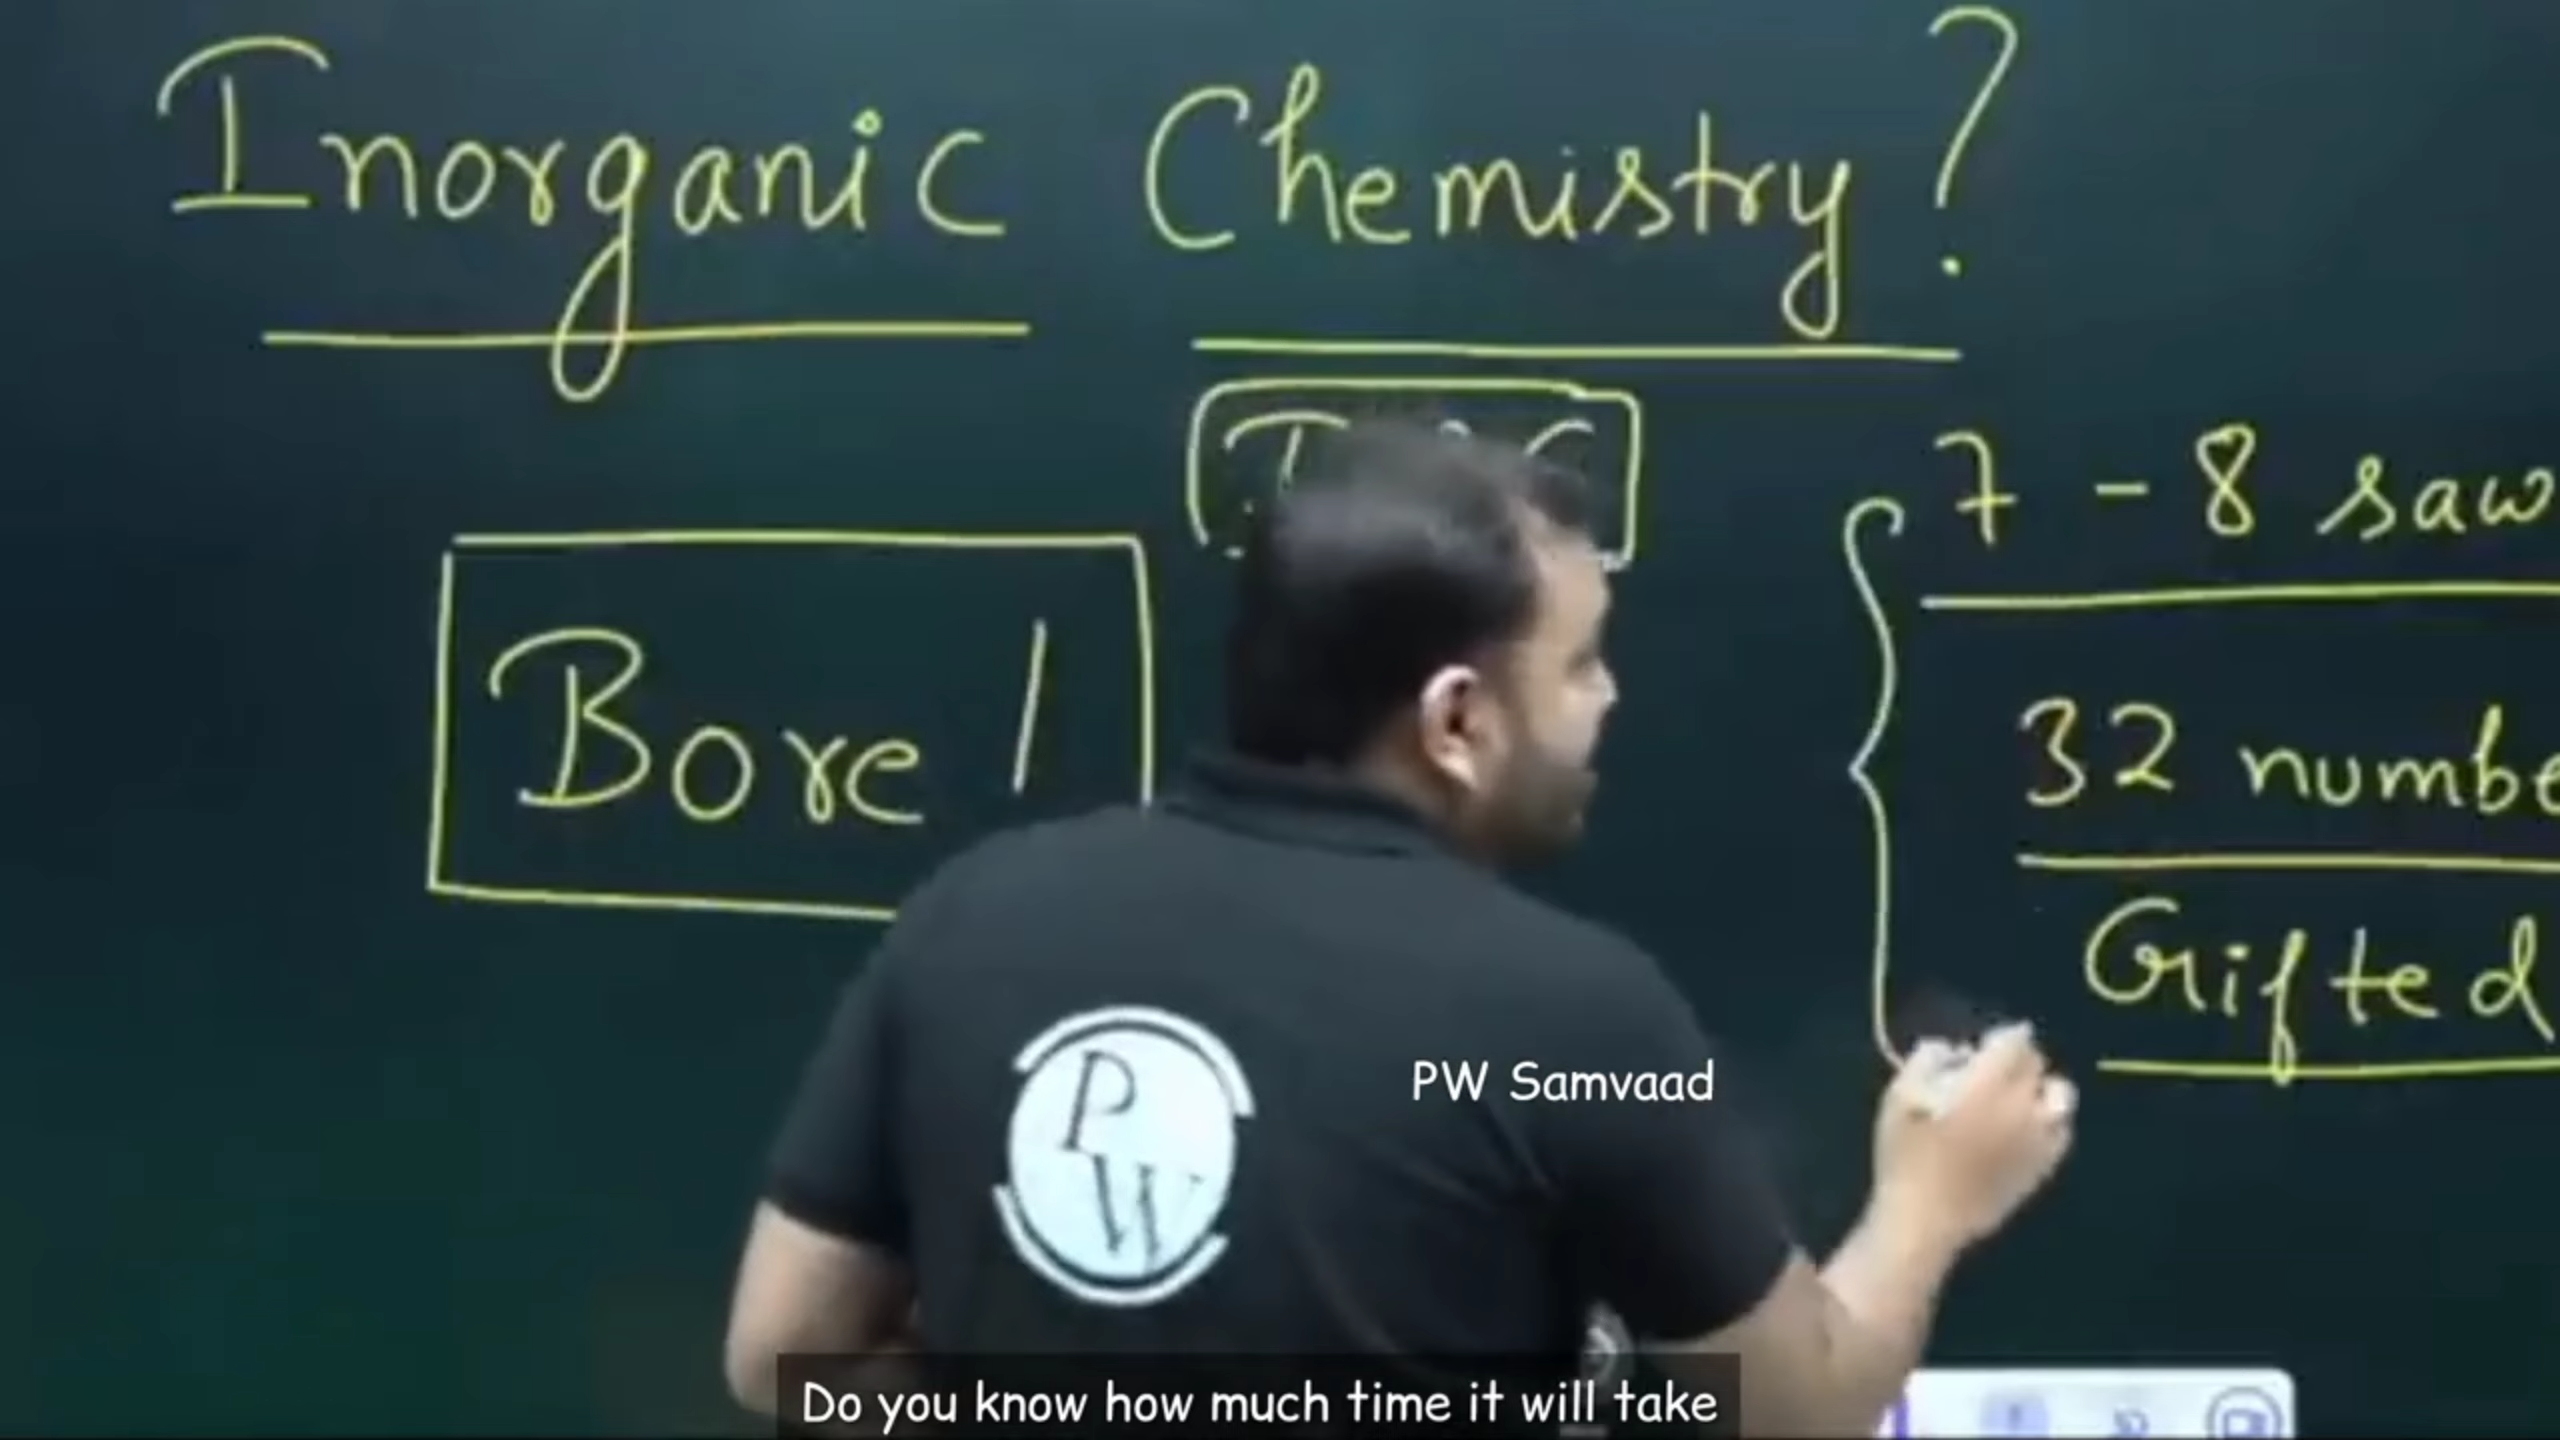 Inorganic Chemistry?
7 - 8 saw
Bore
32 numbe
Gifted
PW Samvaad
PW
Do you know how much time it will take